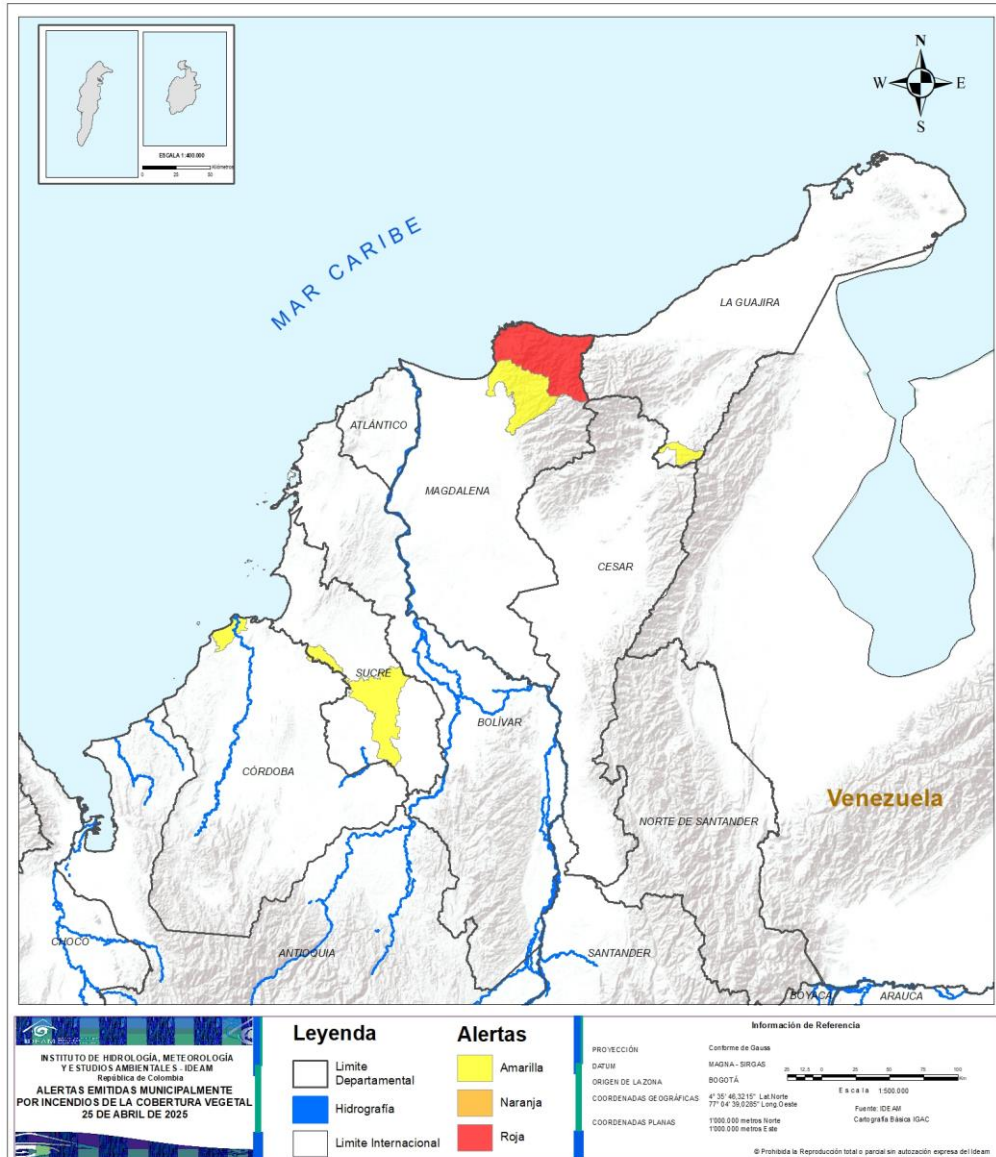 ESCALA 1:400.000
0
Kilómetros
N
W
E
S
MAR CARIBE
LA GUAJIRA
ATLÁNTICO
MAGDALENA
CESAR
SUCRE
BOLÍVAR
CÓRDOBA
Venezuela
NORTE DE SANTANDER
CHOCO
ANTIOQUIA
SANTANDER
BOYACA
ARAUCA
IDEAM
INSTITUTO DE HIDROLOGÍA, METEOROLOGÍA
Y ESTUDIOS AMBIENTALES - IDEAM
República de Colombia
ALERTAS EMITIDAS MUNICIPALMENTE
POR INCENDIOS DE LA COBERTURA VEGETAL
25 DE ABRIL DE 2025
Leyenda
Limite
Departamental
Hidrografía
Limite Internacional
Alertas
Amarilla
Naranja
Roja
Información de Referencia
PROYECCIÓN Conforme de Gauss
DATUM MAGNA - SIRGAS
ORIGEN DE LA ZONA BOGOTÁ
COORDENADAS GEOGRÁFICAS 4° 35' 46,3215" Lat.Norte
77° 04' 39,0285" Long.Oeste
COORDENADAS PLANAS 1'000.000 metros Norte
1'000.000 metros Este
Escala 1:500.000
Fuente: IDEAM
Cartografía Básica IGAC
© Prohibida la Reproducción total o parcial sin autozación expresa del Ideam